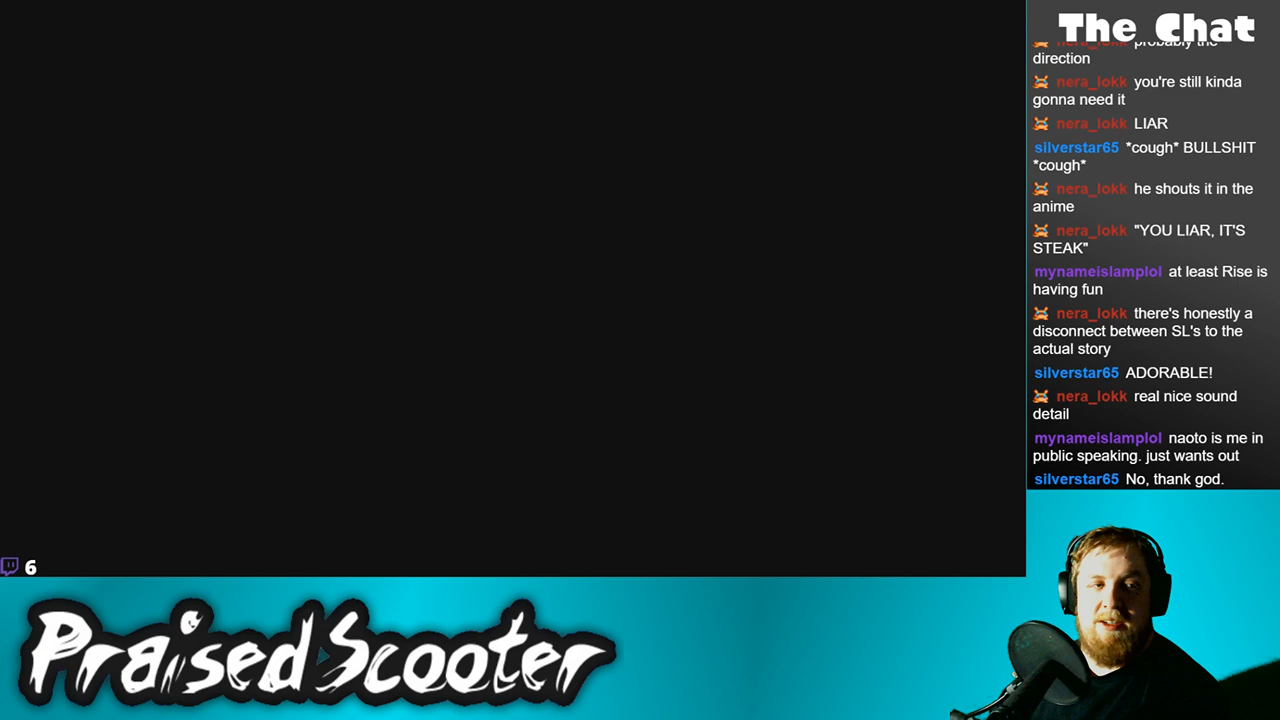 The Chat
nera_lokk probably the
direction
nera_lokk you're still kinda
gonna need it
nera_lokk LIAR
silverstar65 *cough* BULLSHIT
*cough*
nera_lokk he shouts it in the
anime
nera_lokk "YOU LIAR, IT'S
STEAK"
mynameislamplol at least Rise is
having fun
nera_lokk there's honestly a
disconnect between SL's to the
actual story
silverstar65 ADORABLE!
nera_lokk real nice sound
detail
mynameislamplol naoto is me in
public speaking. just wants out
silverstar65 No, thank god.
6
PraisedScooter